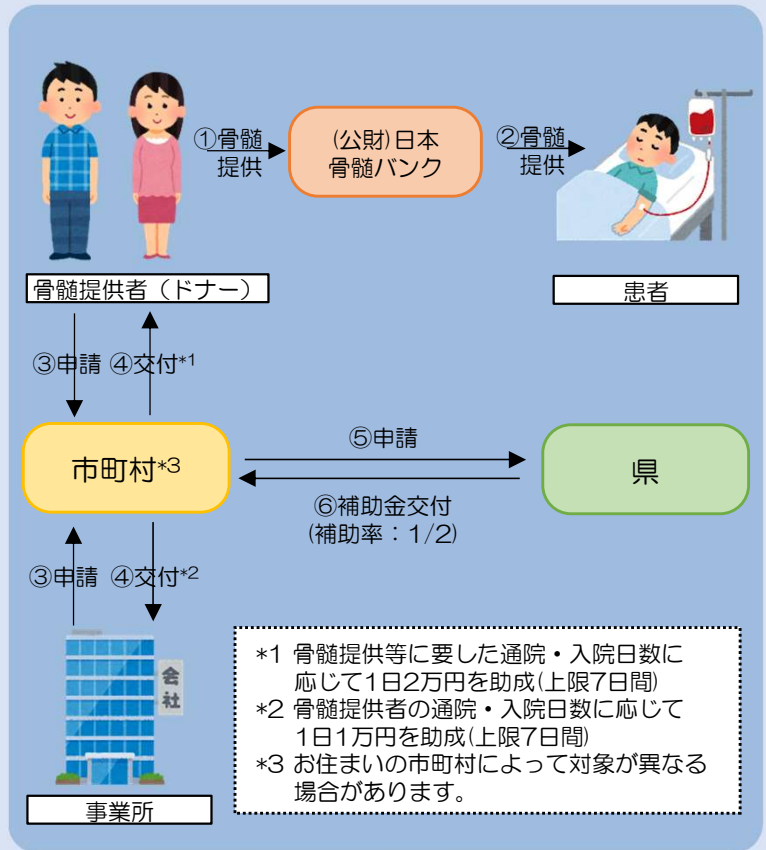 ①骨髄
提供
(公財)日本
骨髄バンク
②骨髄
提供
骨髄提供者（ドナー）
患者
③申請 ④交付*1
市町村*3
⑤申請
県
⑥補助金交付
(補助率：1/2)
③申請 ④交付*2
会社
事業所
*1 骨髄提供等に要した通院・入院日数に
応じて1日2万円を助成(上限7日間)
*2 骨髄提供者の通院・入院日数に応じて
1日1万円を助成(上限7日間)
*3 お住まいの市町村によって対象が異なる
場合があります。